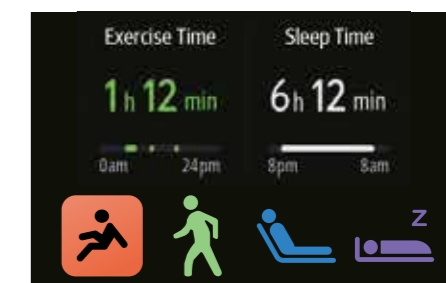 Exercise Time
Sleep Time
1h 12 min
6h 12 min
0am 24pm
8pm 8am
Z